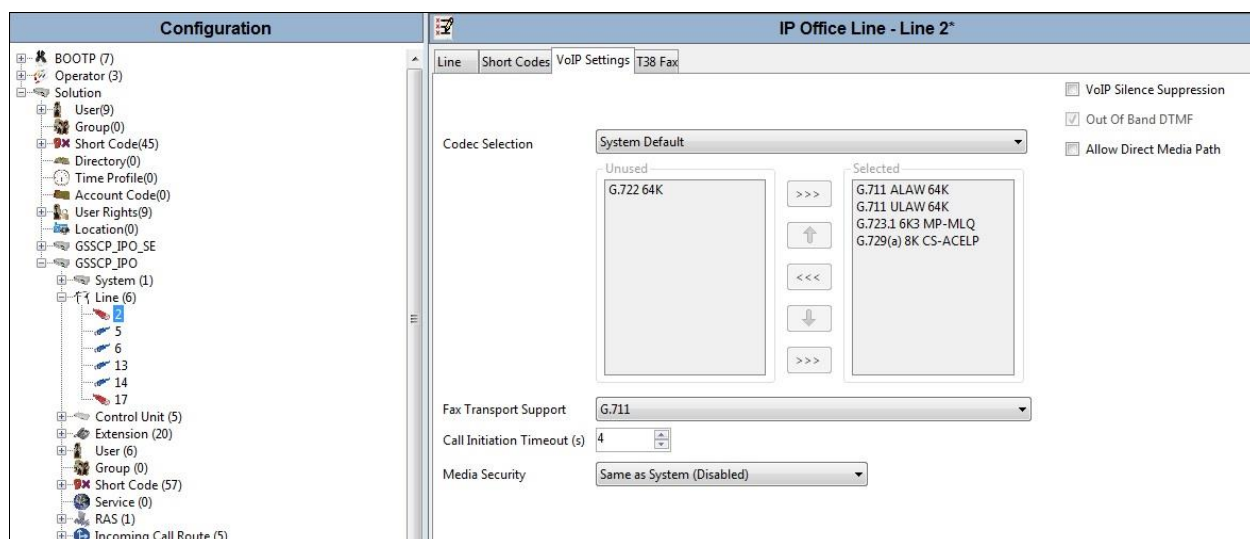 Configuration
BOOTP (7)
Operator (3)
Solution
User(9)
Group(0)
Short Code(45)
Directory(0)
Time Profile(0)
Account Code(0)
User Rights(9)
Location(0)
GSSCP_IPO_SE
GSSCP_IPO
System (1)
Line (6)
2
5
6
13
14
17
Control Unit (5)
Extension (20)
User (6)
Group (0)
Short Code (57)
Service (0)
RAS (1)
Incoming Call Route (5)
IP Office Line - Line 2*
Line Short Codes VoIP Settings T38 Fax
VoIP Silence Suppression
Out Of Band DTMF
Allow Direct Media Path
Codec Selection System Default
Unused
G.722 64K
>>>
<<<
>>>
Selected
G.711 ALAW 64K
G.711 ULAW 64K
G.723.1 6K3 MP-MLQ
G.729(a) 8K CS-ACELP
Fax Transport Support G.711
Call Initiation Timeout (s) 4
Media Security Same as System (Disabled)